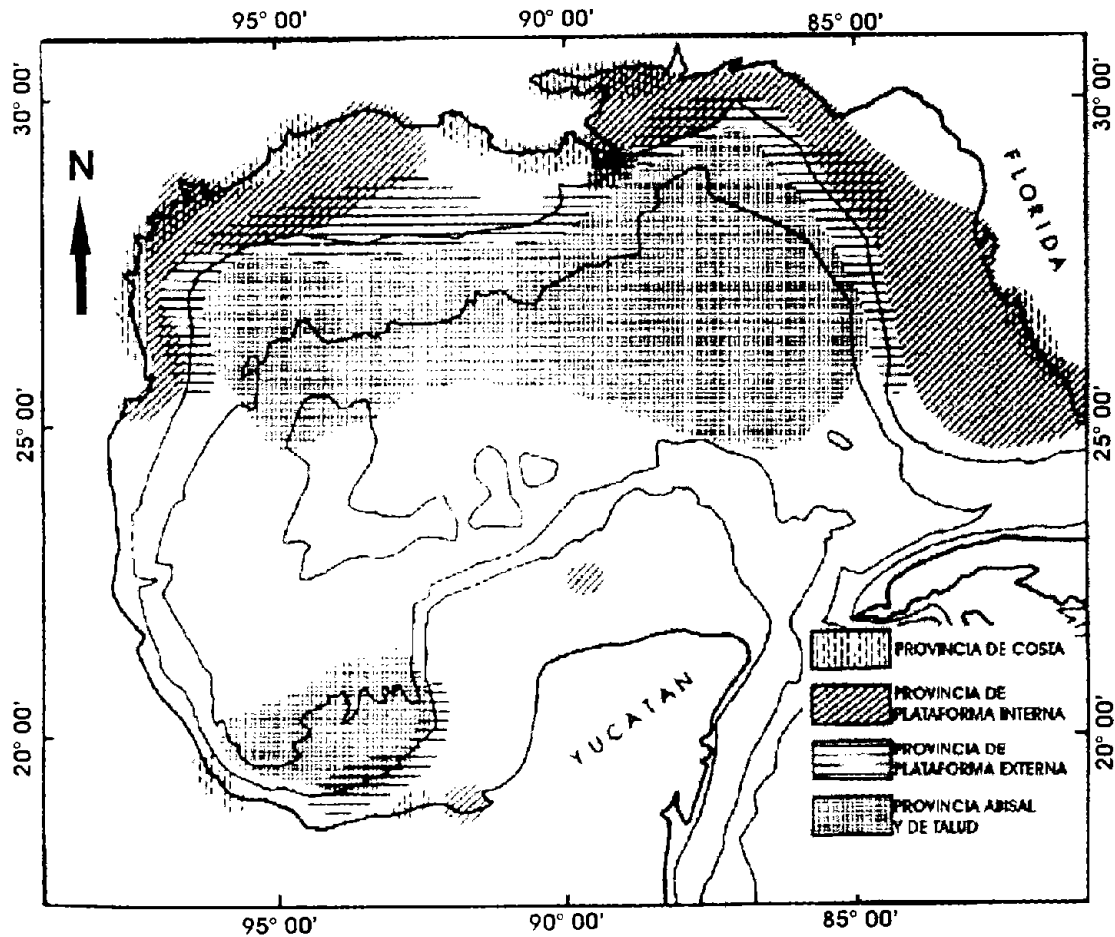 95° 00'
90° 00'
85° 00'
30° 00'
30° 00'
N
FLORIDA
25° 00'
25° 00'
YUCATAN
PROVINCIA DE COSTA
PROVINCIA DE
PLATAFORMA INTERNA
PROVINCIA DE
PLATAFORMA EXTERNA
PROVINCIA ABISAL
Y DE TALUD
20° 00'
20° 00'
95° 00'
90° 00'
85° 00'